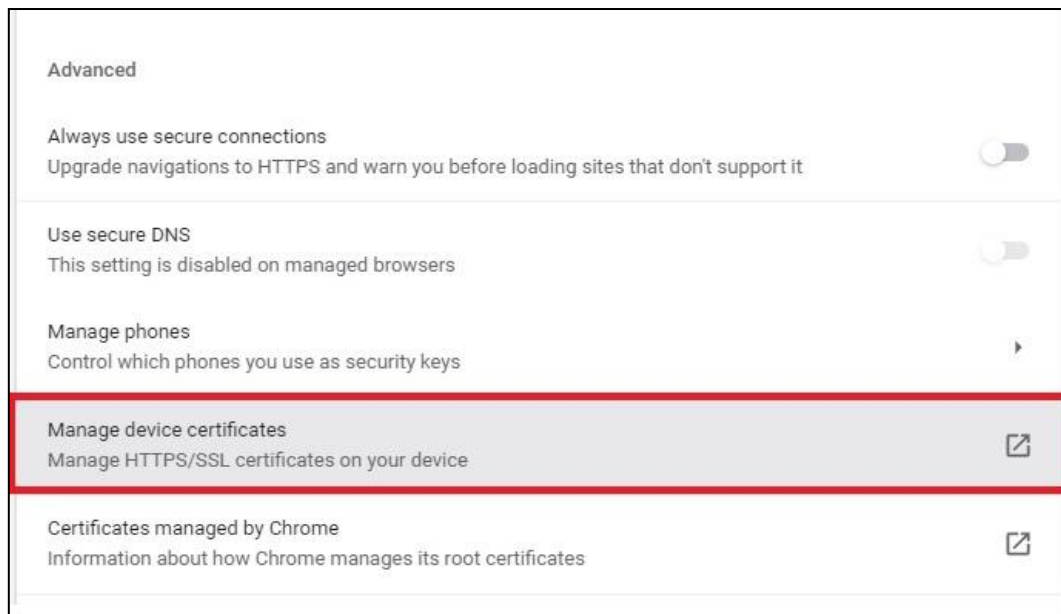 Advanced
Always use secure connections
Upgrade navigations to HTTPS and warn you before loading sites that don't support it
Use secure DNS
This setting is disabled on managed browsers
Manage phones
Control which phones you use as security keys
Manage device certificates
Manage HTTPS/SSL certificates on your device
Certificates managed by Chrome
Information about how Chrome manages its root certificates